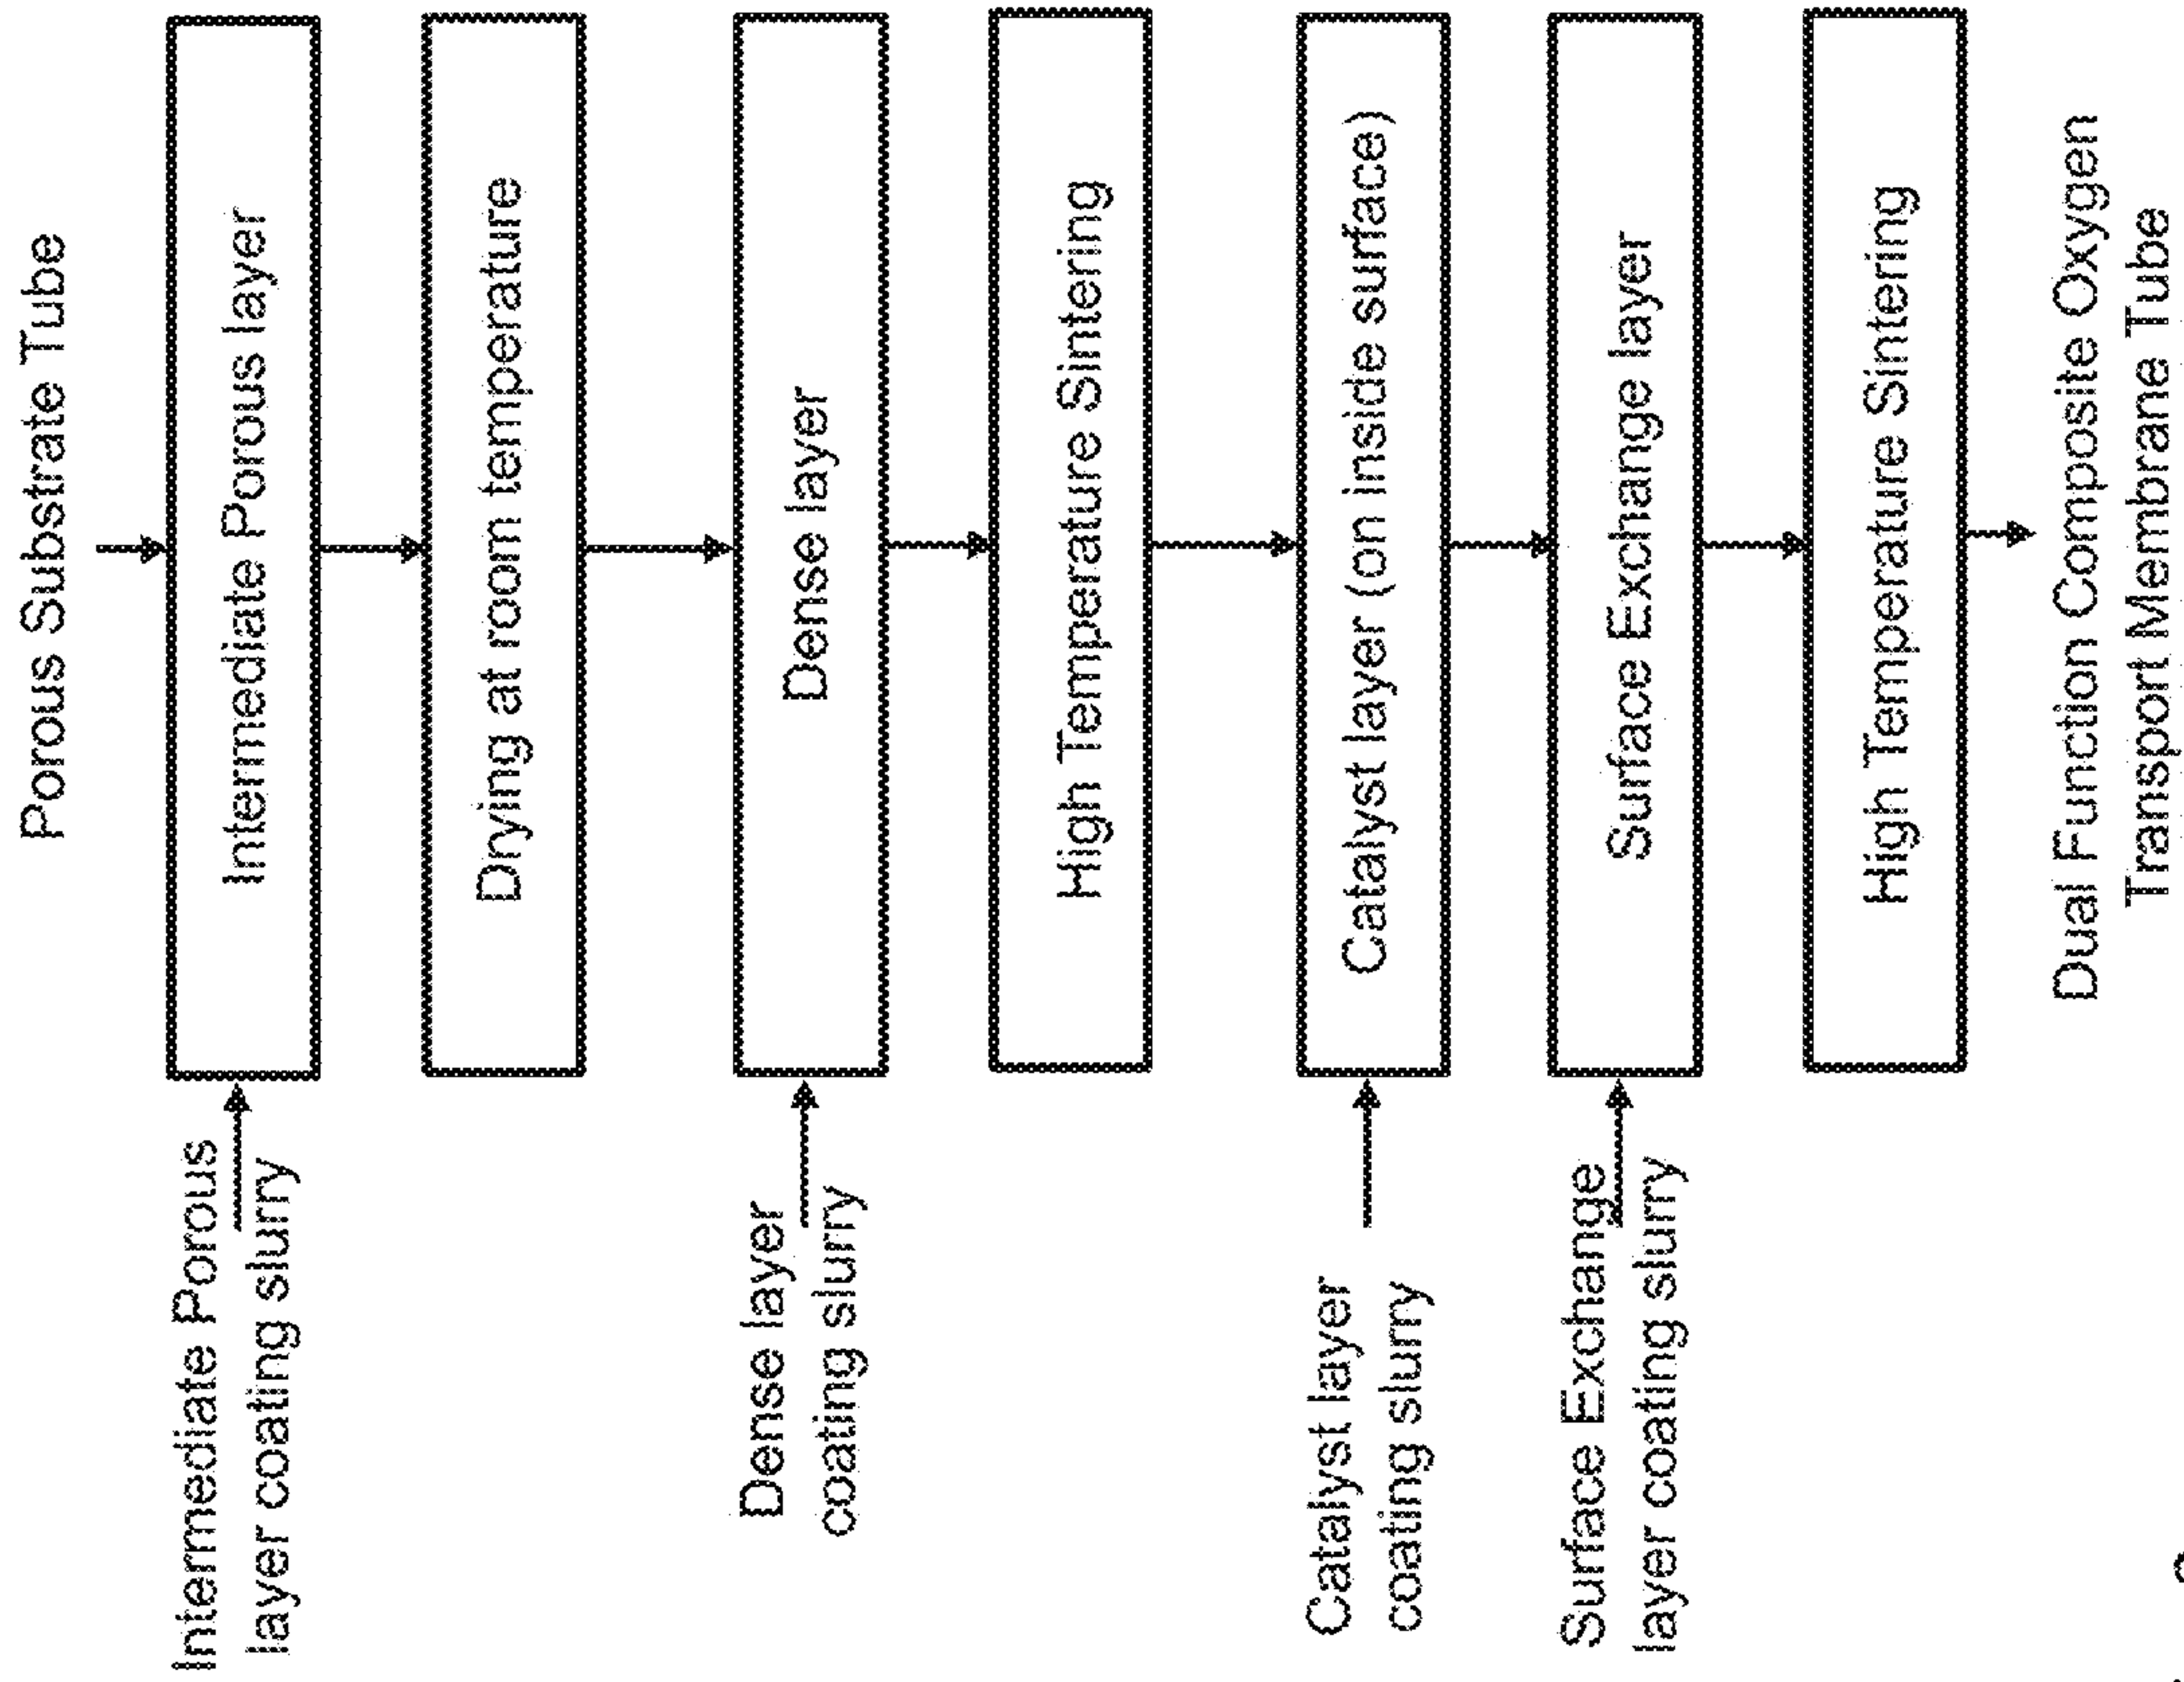 Porous Substrate Tube
Intermediate Porous
layer coating slurry
Intermediate Porous layer
Drying at room temperature
Dense layer
coating slurry
Dense layer
High Temperature Sintering
Catalyst layer
coating slurry
Catalyst layer (on inside surface)
Surface Exchange
layer coating slurry
Surface Exchange layer
High Temperature Sintering
Dual Function Composite Oxygen
Transport Membrane Tube